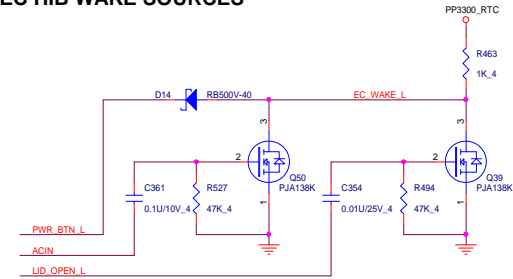 EC HIB WAKE SOURCES
PP3300_RTC
R463
1K_4
D14
RB500V-40
EC_WAKE_L
3
3
2
2
Q50
PJA138K
Q39
PJA138K
C361
R527
C354
R494
0.1U/10V_4
47K_4
0.01U/25V_4
47K_4
1
1
PWR_BTN_L
ACIN
LID_OPEN_L